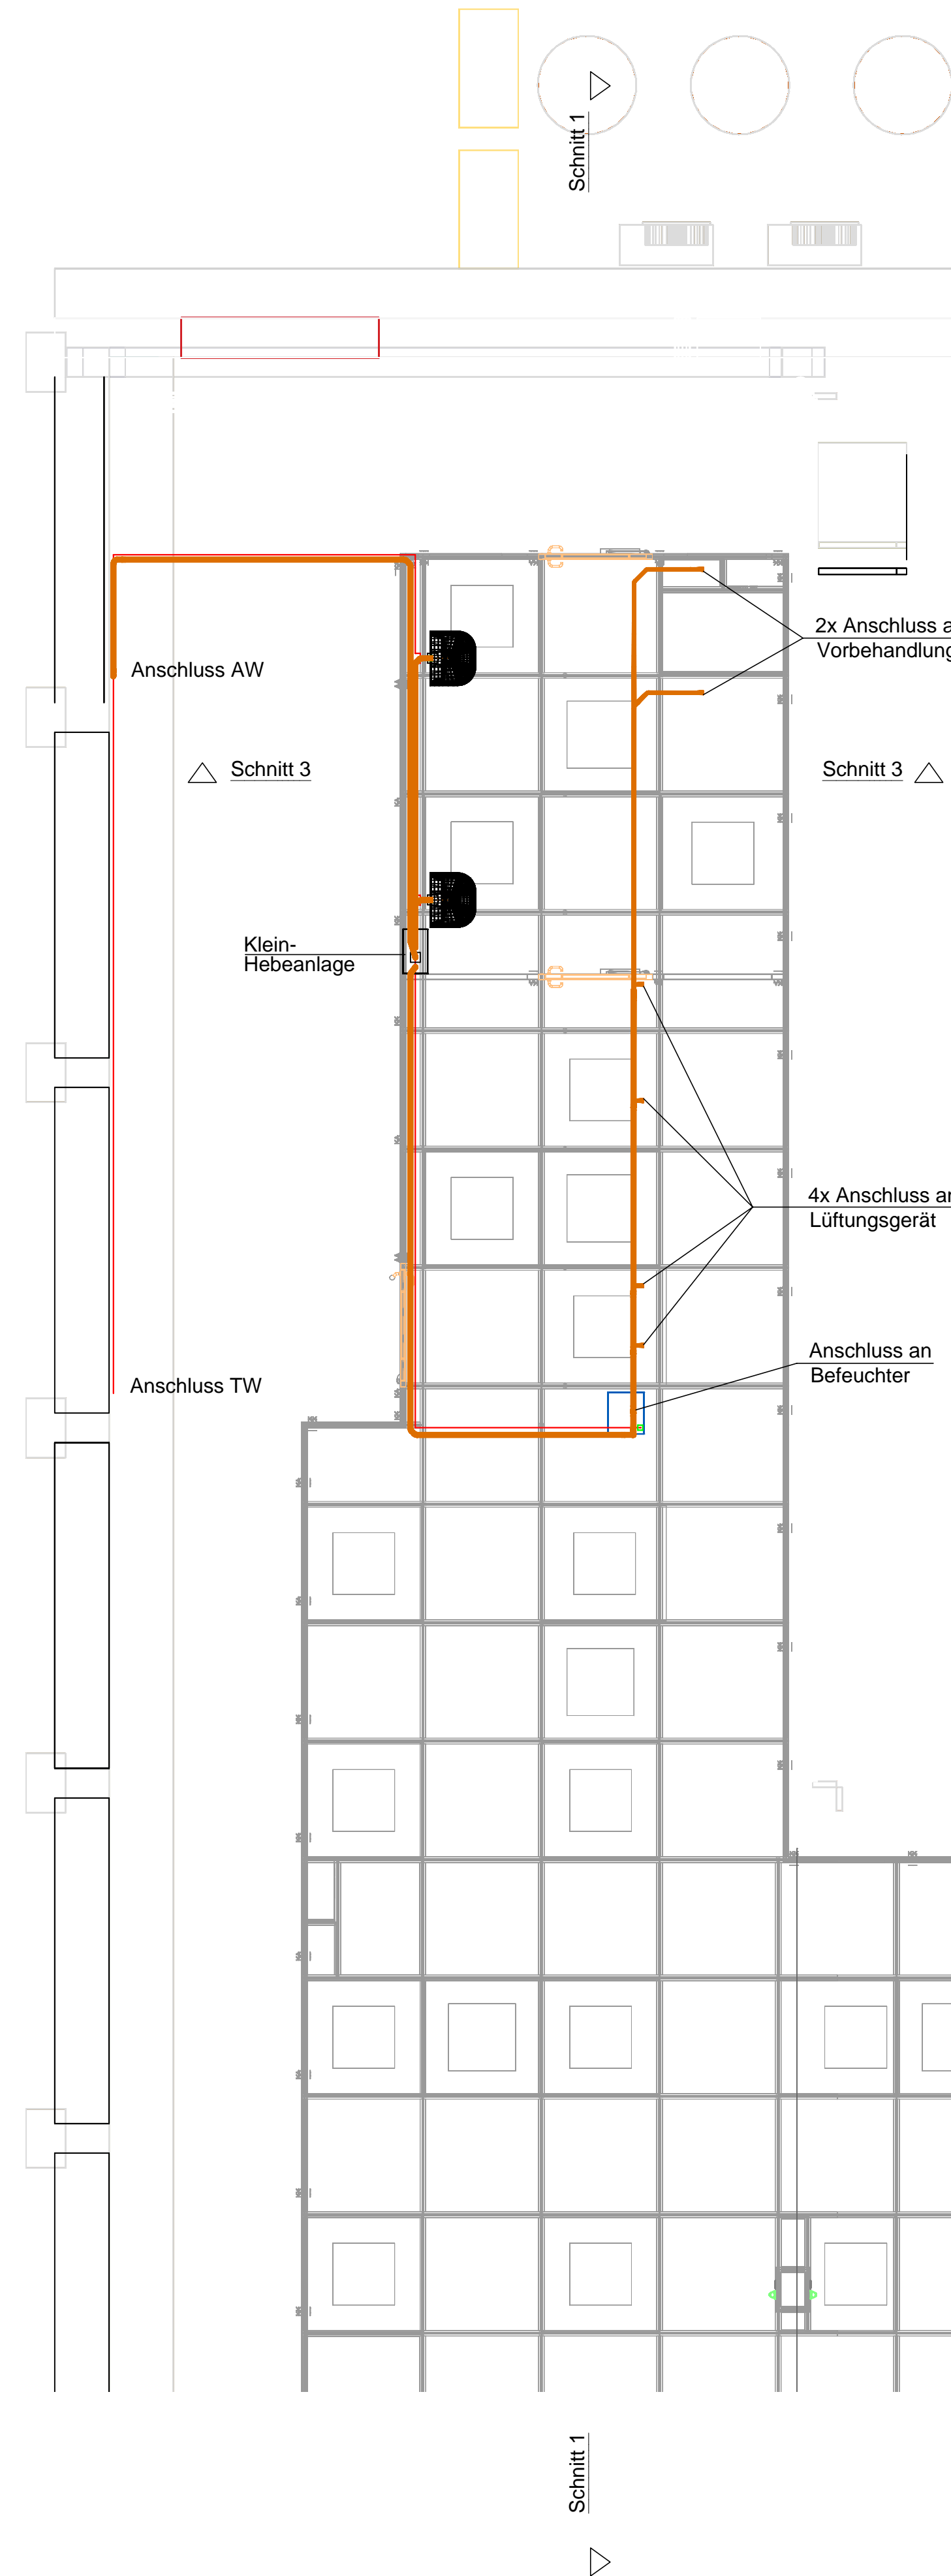 Schnitt 1
2x Anschluss a
Vorbehandlung
Anschluss AW
Schnitt 3
Schnitt 3
Klein-
Hebeanlage
4x Anschluss an
Lüftungsgerät
Anschluss an
Befeuchter
Anschluss TW
Schnitt 1